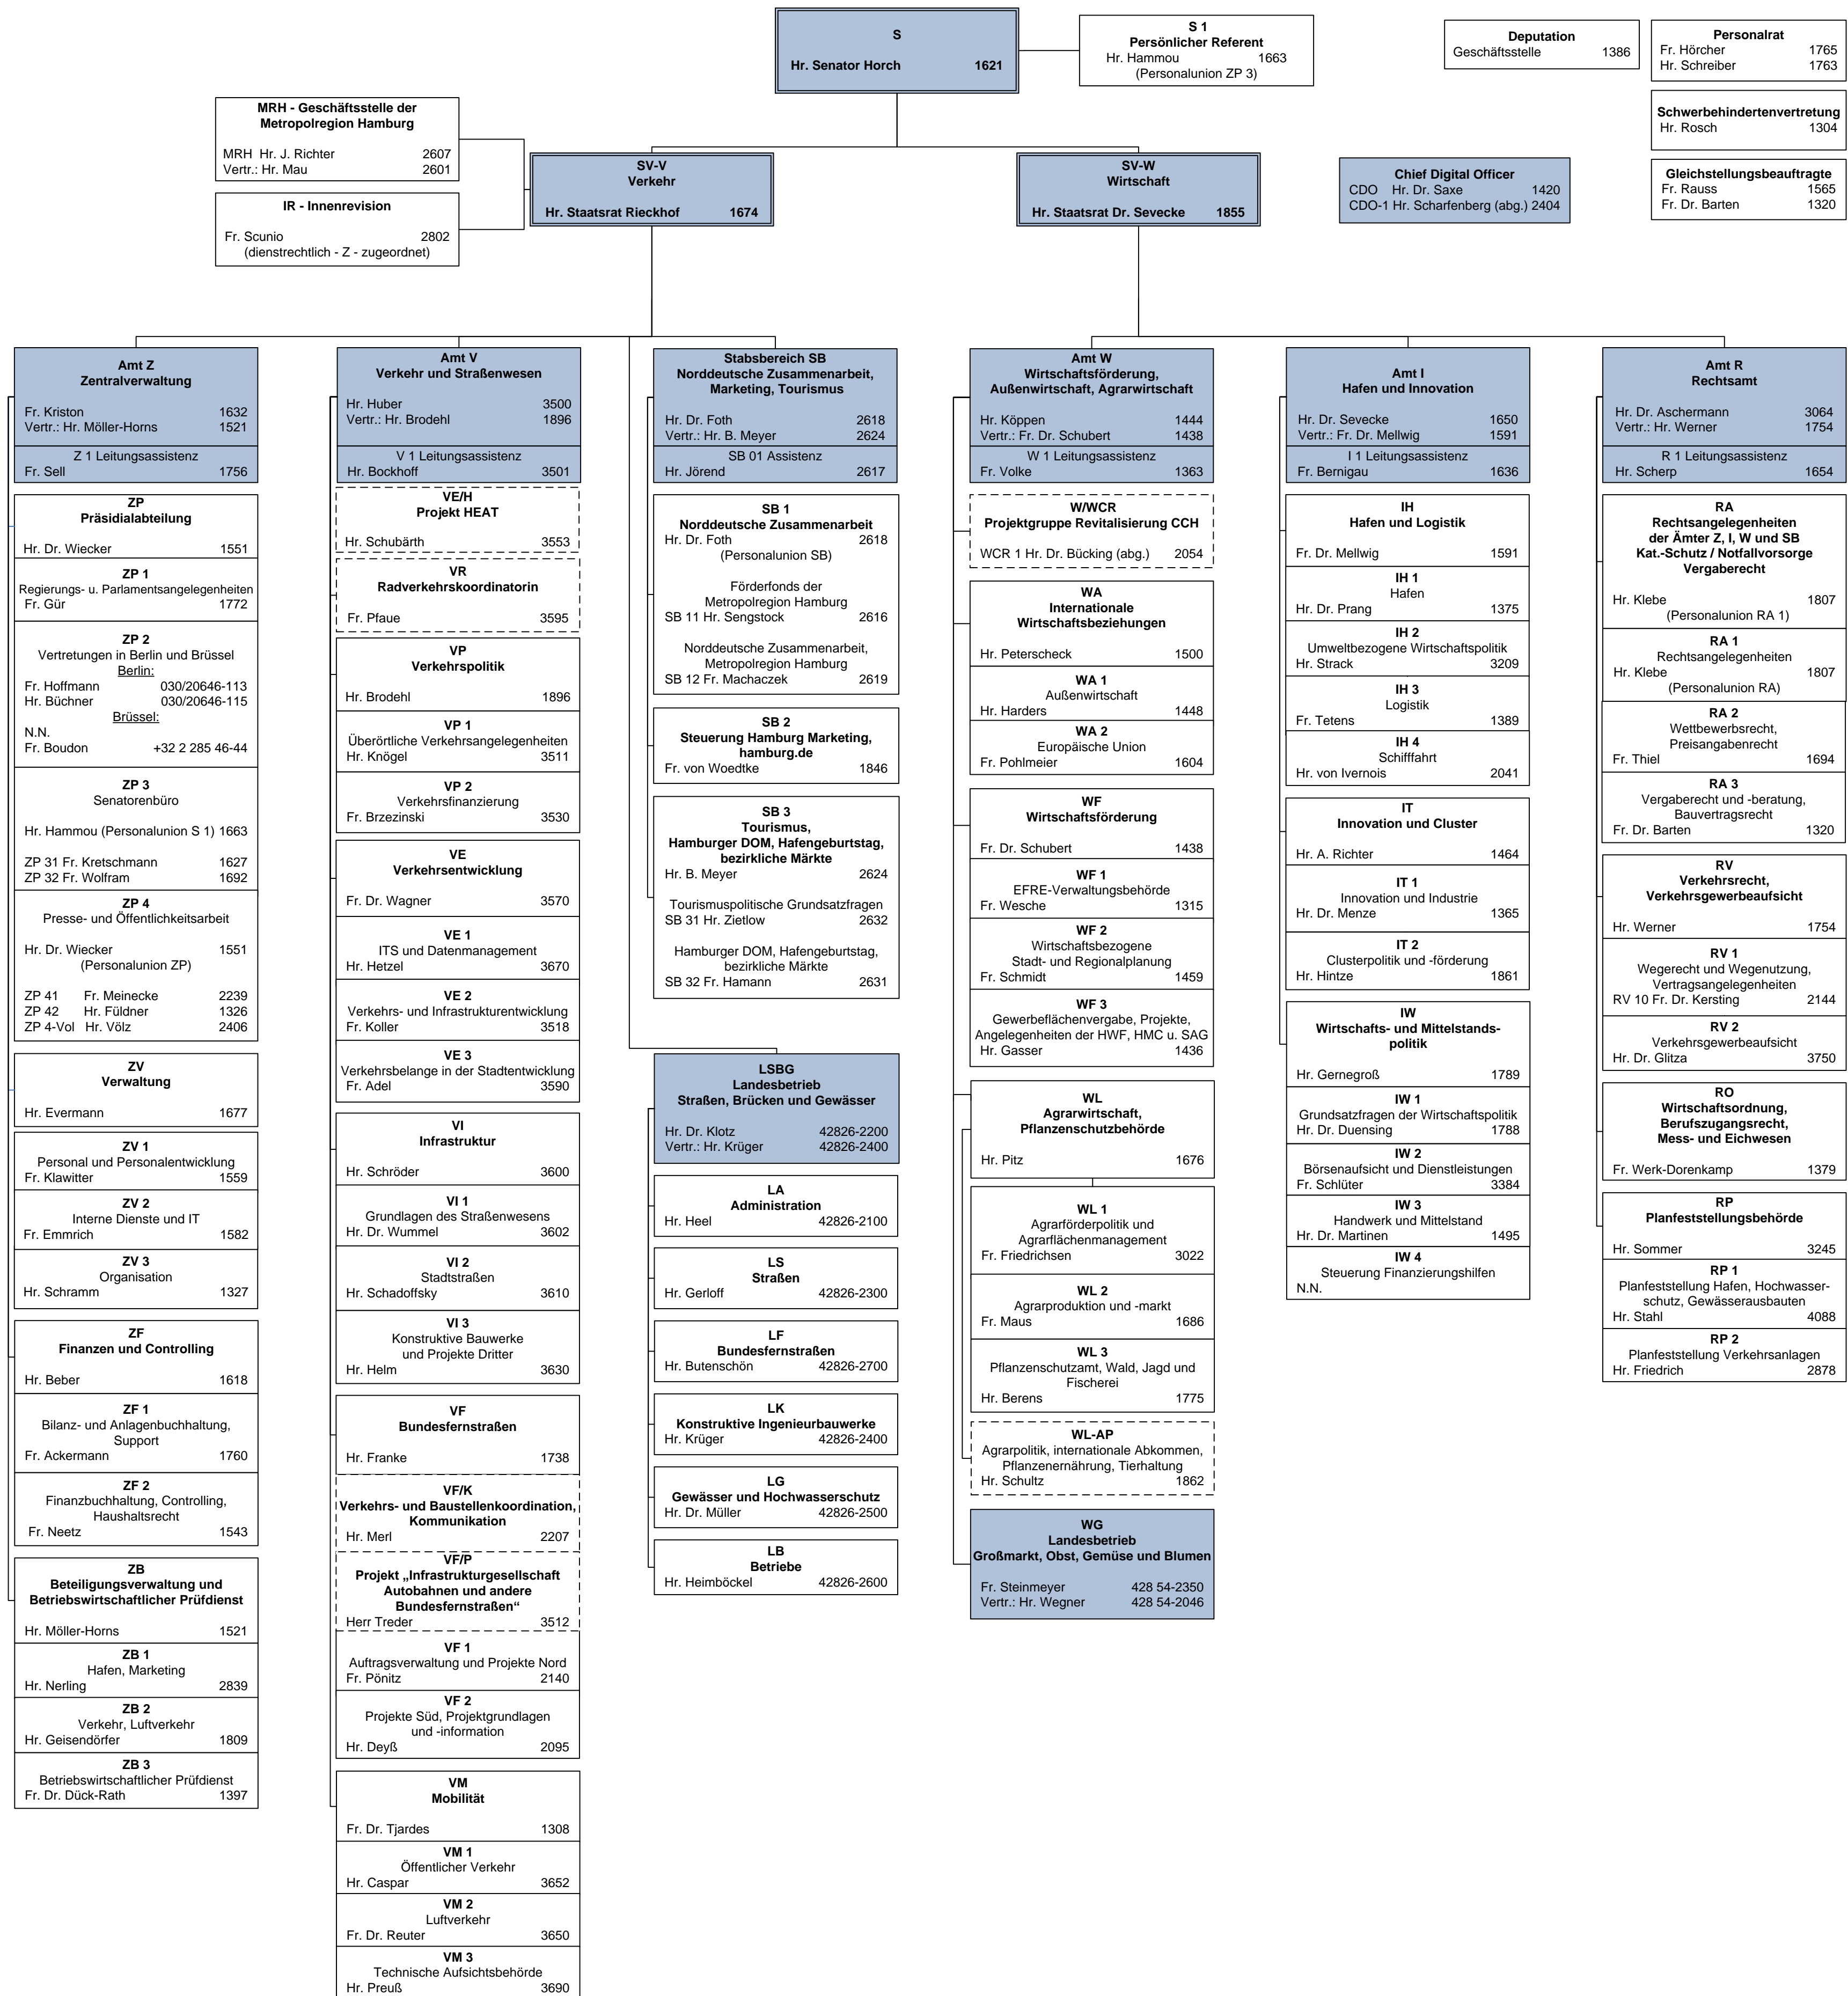 S
Hr. Senator Horch 1621
S 1
Persönlicher Referent
Hr. Hammou 1663
(Personalunion ZP 3)
Deputation
Geschäftsstelle 1386
Personalrat
Fr. Hörcher 1765
Hr. Schreiber 1763
Schwerbehindertenvertretung
Hr. Rosch 1304
Gleichstellungsbeauftragte
Fr. Rauss 1565
Fr. Dr. Barten 1320
MRH - Geschäftsstelle der
Metropolregion Hamburg
MRH Hr. J. Richter 2607
Vertr.: Hr. Mau 2601
IR - Innenrevision
Fr. Scunio 2802
(dienstrechtlich - Z - zugeordnet)
SV-V
Verkehr
Hr. Staatsrat Rieckhof 1674
SV-W
Wirtschaft
Hr. Staatsrat Dr. Sevecke 1855
Chief Digital Officer
CDO Hr. Dr. Saxe 1420
CDO-1 Hr. Scharfenberg (abg.) 2404
Amt Z
Zentralverwaltung
Fr. Kriston 1632
Vertr.: Hr. Möller-Horns 1521
Z 1 Leitungsassistenz
Fr. Sell 1756
ZP
Präsidialabteilung
Hr. Dr. Wiecker 1551
ZP 1
Regierungs- u. Parlamentsangelegenheiten
Fr. Gür 1772
ZP 2
Vertretungen in Berlin und Brüssel
Berlin:
Fr. Hoffmann 030/20646-113
Hr. Büchner 030/20646-115
Brüssel:
N.N.
Fr. Boudon +32 2 285 46-44
ZP 3
Senatorenbüro
Hr. Hammou (Personalunion S 1) 1663
ZP 31 Fr. Kretschmann 1627
ZP 32 Fr. Wolfram 1692
ZP 4
Presse- und Öffentlichkeitsarbeit
Hr. Dr. Wiecker 1551
(Personalunion ZP)
ZP 41 Fr. Meinecke 2239
ZP 42 Hr. Füldner 1326
ZP 4-Vol Hr. Völz 2406
ZV
Verwaltung
Hr. Evermann 1677
ZV 1
Personal und Personalentwicklung
Fr. Klawitter 1559
ZV 2
Interne Dienste und IT
Fr. Emmrich 1582
ZV 3
Organisation
Hr. Schramm 1327
ZF
Finanzen und Controlling
Hr. Beber 1618
ZF 1
Bilanz- und Anlagenbuchhaltung,
Support
Fr. Ackermann 1760
ZF 2
Finanzbuchhaltung, Controlling,
Haushaltsrecht
Fr. Neetz 1543
ZB
Beteiligungsverwaltung und
Betriebswirtschaftlicher Prüfdienst
Hr. Möller-Horns 1521
ZB 1
Hafen, Marketing
Hr. Nerling 2839
ZB 2
Verkehr, Luftverkehr
Hr. Geisendörfer 1809
ZB 3
Betriebswirtschaftlicher Prüfdienst
Fr. Dr. Dück-Rath 1397
Amt V
Verkehr und Straßenwesen
Hr. Huber 3500
Vertr.: Hr. Brodehl 1896
V 1 Leitungsassistenz
Hr. Bockhoff 3501
VE/H
Projekt HEAT
Hr. Schubärth 3553
VR
Radverkehrskoordinatorin
Fr. Pfaue 3595
VP
Verkehrspolitik
Hr. Brodehl 1896
VP 1
Überörtliche Verkehrsangelegenheiten
Hr. Knögel 3511
VP 2
Verkehrsfinanzierung
Fr. Brzezinski 3530
VE
Verkehrsentwicklung
Fr. Dr. Wagner 3570
VE 1
ITS und Datenmanagement
Hr. Hetzel 3670
VE 2
Verkehrs- und Infrastrukturentwicklung
Fr. Koller 3518
VE 3
Verkehrsbelange in der Stadtentwicklung
Fr. Adel 3590
VI
Infrastruktur
Hr. Schröder 3600
VI 1
Grundlagen des Straßenwesens
Hr. Dr. Wummel 3602
VI 2
Stadtstraßen
Hr. Schadoffsky 3610
VI 3
Konstruktive Bauwerke
und Projekte Dritter
Hr. Helm 3630
VF
Bundesfernstraßen
Hr. Franke 1738
VF/K
Verkehrs- und Baustellenkoordination,
Kommunikation
Hr. Merl 2207
VF/P
Projekt „Infrastrukturgesellschaft
Autobahnen und andere
Bundesfernstraßen“
Herr Treder 3512
VF 1
Auftragsverwaltung und Projekte Nord
Fr. Pönitz 2140
VF 2
Projekte Süd, Projektgrundlagen
und -information
Hr. Deyß 2095
VM
Mobilität
Fr. Dr. Tjardes 1308
VM 1
Öffentlicher Verkehr
Hr. Caspar 3652
VM 2
Luftverkehr
Fr. Dr. Reuter 3650
VM 3
Technische Aufsichtsbehörde
Hr. Preuß 3690
Stabsbereich SB
Norddeutsche Zusammenarbeit,
Marketing, Tourismus
Hr. Dr. Foth 2618
Vertr.: Hr. B. Meyer 2624
SB 01 Assistenz
Hr. Jörend 2617
SB 1
Norddeutsche Zusammenarbeit
Hr. Dr. Foth 2618
(Personalunion SB)
Förderfonds der
Metropolregion Hamburg
SB 11 Hr. Sengstock 2616
Norddeutsche Zusammenarbeit,
Metropolregion Hamburg
SB 12 Fr. Machaczek 2619
SB 2
Steuerung Hamburg Marketing,
hamburg.de
Fr. von Woedtke 1846
SB 3
Tourismus,
Hamburger DOM, Hafengeburtstag,
bezirkliche Märkte
Hr. B. Meyer 2624
Tourismuspolitische Grundsatzfragen
SB 31 Hr. Zietlow 2632
Hamburger DOM, Hafengeburtstag,
bezirkliche Märkte
SB 32 Fr. Hamann 2631
LSBG
Landesbetrieb
Straßen, Brücken und Gewässer
Hr. Dr. Klotz 42826-2200
Vertr.: Hr. Krüger 42826-2400
LA
Administration
Hr. Heel 42826-2100
LS
Straßen
Hr. Gerloff 42826-2300
LF
Bundesfernstraßen
Hr. Butenschön 42826-2700
LK
Konstruktive Ingenieurbauwerke
Hr. Krüger 42826-2400
LG
Gewässer und Hochwasserschutz
Hr. Dr. Müller 42826-2500
LB
Betriebe
Hr. Heimböckel 42826-2600
Amt W
Wirtschaftsförderung,
Außenwirtschaft, Agrarwirtschaft
Hr. Köppen 1444
Vertr.: Fr. Dr. Schubert 1438
W 1 Leitungsassistenz
Fr. Volke 1363
W/WCR
Projektgruppe Revitalisierung CCH
WCR 1 Hr. Dr. Bücking (abg.) 2054
WA
Internationale
Wirtschaftsbeziehungen
Hr. Peterscheck 1500
WA 1
Außenwirtschaft
Hr. Harders 1448
WA 2
Europäische Union
Fr. Pohlmeier 1604
WF
Wirtschaftsförderung
Fr. Dr. Schubert 1438
WF 1
EFRE-Verwaltungsbehörde
Fr. Wesche 1315
WF 2
Wirtschaftsbezogene
Stadt- und Regionalplanung
Fr. Schmidt 1459
WF 3
Gewerbeflächenvergabe, Projekte,
Angelegenheiten der HWF, HMC u. SAG
Hr. Gasser 1436
WL
Agrarwirtschaft,
Pflanzenschutzbehörde
Hr. Pitz 1676
WL 1
Agrarförderpolitik und
Agrarflächenmanagement
Fr. Friedrichsen 3022
WL 2
Agrarproduktion und -markt
Fr. Maus 1686
WL 3
Pflanzenschutzamt, Wald, Jagd und
Fischerei
Hr. Berens 1775
WL-AP
Agrarpolitik, internationale Abkommen,
Pflanzenernährung, Tierhaltung
Hr. Schultz 1862
WG
Landesbetrieb
Großmarkt, Obst, Gemüse und Blumen
Fr. Steinmeyer 428 54-2350
Vertr.: Hr. Wegner 428 54-2046
Amt I
Hafen und Innovation
Hr. Dr. Sevecke 1650
Vertr.: Fr. Dr. Mellwig 1591
I 1 Leitungsassistenz
Fr. Bernigau 1636
IH
Hafen und Logistik
Fr. Dr. Mellwig 1591
IH 1
Hafen
Hr. Dr. Prang 1375
IH 2
Umweltbezogene Wirtschaftspolitik
Hr. Strack 3209
IH 3
Logistik
Fr. Tetens 1389
IH 4
Schifffahrt
Hr. von Ivernois 2041
IT
Innovation und Cluster
Hr. A. Richter 1464
IT 1
Innovation und Industrie
Hr. Dr. Menze 1365
IT 2
Clusterpolitik und -förderung
Hr. Hintze 1861
IW
Wirtschafts- und Mittelstands-
politik
Hr. Gernegroß 1789
IW 1
Grundsatzfragen der Wirtschaftspolitik
Hr. Dr. Duensing 1788
IW 2
Börsenaufsicht und Dienstleistungen
Fr. Schlüter 3384
IW 3
Handwerk und Mittelstand
Hr. Dr. Martinen 1495
IW 4
Steuerung Finanzierungshilfen
N.N.
Amt R
Rechtsamt
Hr. Dr. Aschermann 3064
Vertr.: Hr. Werner 1754
R 1 Leitungsassistenz
Hr. Scherp 1654
RA
Rechtsangelegenheiten
der Ämter Z, I, W und SB
Kat.-Schutz / Notfallvorsorge
Vergaberecht
Hr. Klebe 1807
(Personalunion RA 1)
RA 1
Rechtsangelegenheiten
Hr. Klebe 1807
(Personalunion RA)
RA 2
Wettbewerbsrecht,
Preisangabenrecht
Fr. Thiel 1694
RA 3
Vergaberecht und -beratung,
Bauvertragsrecht
Fr. Dr. Barten 1320
RV
Verkehrsrecht,
Verkehrsgewerbeaufsicht
Hr. Werner 1754
RV 1
Wegerecht und Wegenutzung,
Vertragsangelegenheiten
RV 10 Fr. Dr. Kersting 2144
RV 2
Verkehrsgewerbeaufsicht
Hr. Dr. Glitza 3750
RO
Wirtschaftsordnung,
Berufszugangsrecht,
Mess- und Eichwesen
Fr. Werk-Dorenkamp 1379
RP
Planfeststellungsbehörde
Hr. Sommer 3245
RP 1
Planfeststellung Hafen, Hochwasser-
schutz, Gewässerausbauten
Hr. Stahl 4088
RP 2
Planfeststellung Verkehrsanlagen
Hr. Friedrich 2878